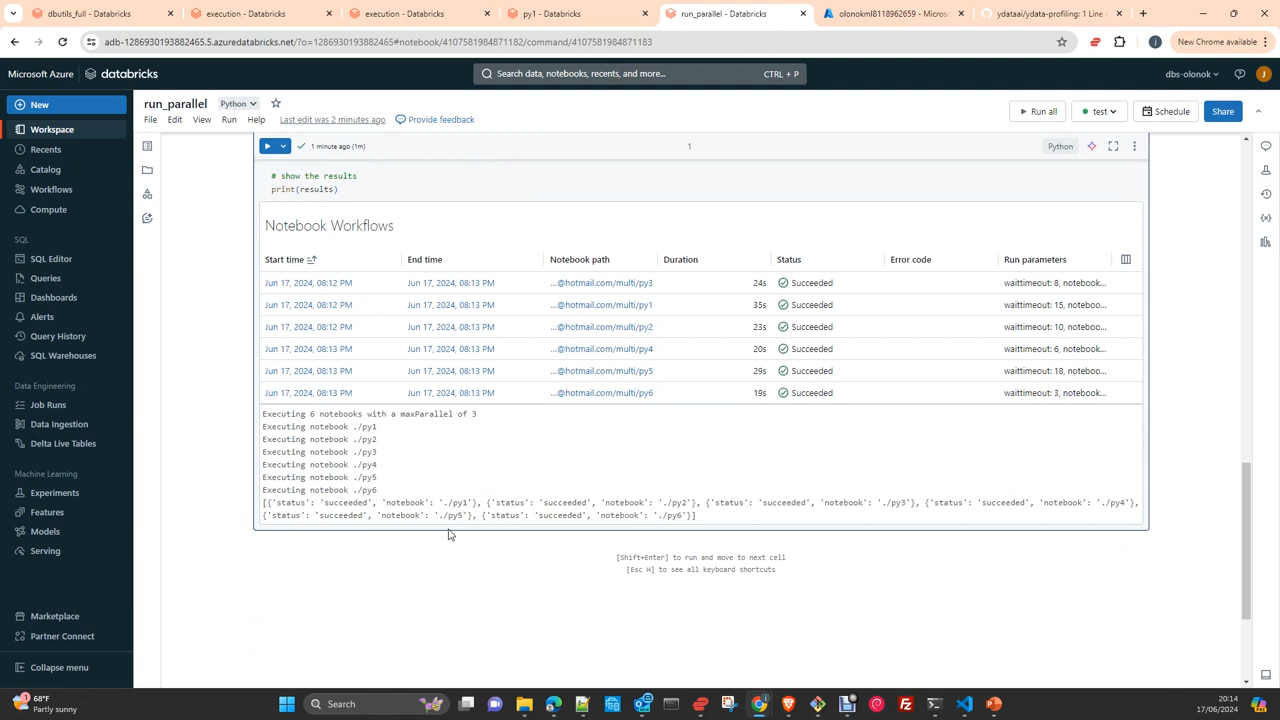 dbutils_full - Databricks
execution - Databricks
execution - Databricks
py1 - Databricks
run_parallel - Databricks
olonokml8118962659 - Micros
ydataai/ydata-profiling: 1 Line
adb-1286930193882465.5.azuredatabricks.net/?o=1286930193882465#notebook/4107581984871182/command/4107581984871183
New Chrome available
Microsoft Azure
databricks
Search data, notebooks, recents, and more...
CTRL + P
dbs-olonok
J
New
Workspace
Recents
Catalog
Workflows
Compute
SQL
SQL Editor
Queries
Dashboards
Alerts
Query History
SQL Warehouses
Data Engineering
Job Runs
Data Ingestion
Delta Live Tables
Machine Learning
Experiments
Features
Models
Serving
Marketplace
Partner Connect
Collapse menu
run_parallel
Python
File
Edit
View
Run
Help
Last edit was 2 minutes ago
Provide feedback
Run all
test
Schedule
Share
1 minute ago (1m)
1
Python
# show the results
print(results)
Notebook Workflows
Start time End time Notebook path Duration Status Error code Run parameters
Jun 17, 2024, 08:12 PM Jun 17, 2024, 08:13 PM ...@hotmail.com/multi/py3 24s Succeeded waittimeout: 8, notebook...
Jun 17, 2024, 08:12 PM Jun 17, 2024, 08:13 PM ...@hotmail.com/multi/py1 35s Succeeded waittimeout: 15, noteboo...
Jun 17, 2024, 08:12 PM Jun 17, 2024, 08:13 PM ...@hotmail.com/multi/py2 23s Succeeded waittimeout: 10, noteboo...
Jun 17, 2024, 08:13 PM Jun 17, 2024, 08:13 PM ...@hotmail.com/multi/py4 20s Succeeded waittimeout: 6, notebook...
Jun 17, 2024, 08:13 PM Jun 17, 2024, 08:13 PM ...@hotmail.com/multi/py5 29s Succeeded waittimeout: 18, noteboo...
Jun 17, 2024, 08:13 PM Jun 17, 2024, 08:13 PM ...@hotmail.com/multi/py6 19s Succeeded waittimeout: 3, notebook...
Executing 6 notebooks with a maxParallel of 3
Executing notebook ./py1
Executing notebook ./py2
Executing notebook ./py3
Executing notebook ./py4
Executing notebook ./py5
Executing notebook ./py6
[{'status': 'succeeded', 'notebook': './py1'}, {'status': 'succeeded', 'notebook': './py2'}, {'status': 'succeeded', 'notebook': './py3'}, {'status': 'succeeded', 'notebook': './py4'},
{'status': 'succeeded', 'notebook': './py5'}, {'status': 'succeeded', 'notebook': './py6'}]
[Shift+Enter] to run and move to next cell
[Esc H] to see all keyboard shortcuts
1
68°F
Partly sunny
Search
20:14
17/06/2024